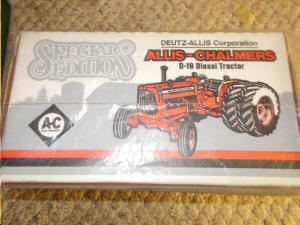 SPECIAL
EDITION
DEUTZ-ALLIS Corporation
ALLIS-CHALMERS
D-19 Diesel Tractor
A-C